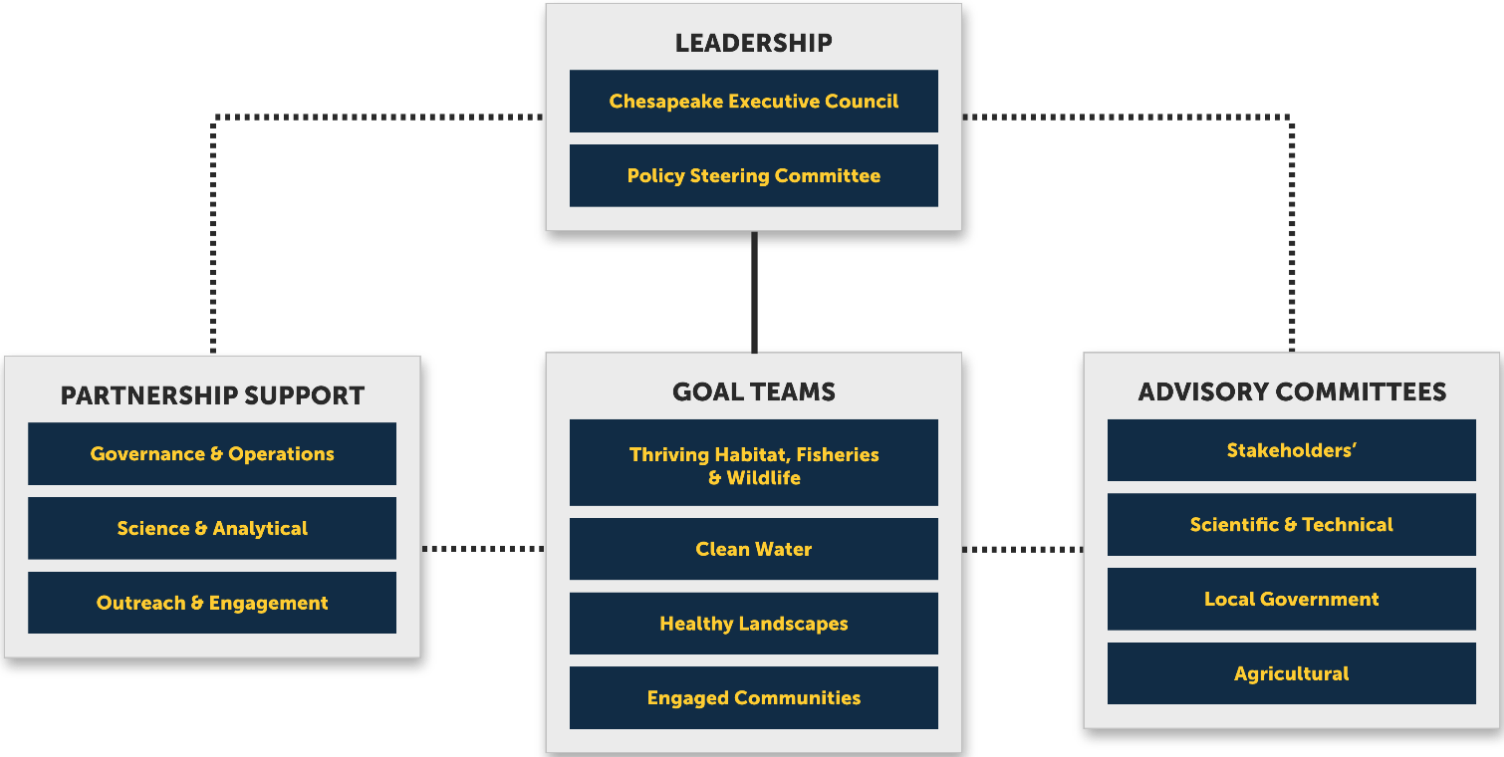 LEADERSHIP
Chesapeake Executive Council
Policy Steering Committee
PARTNERSHIP SUPPORT
Governance & Operations
Science & Analytical
Outreach & Engagement
GOAL TEAMS
Thriving Habitat, Fisheries
& Wildlife
Clean Water
Healthy Landscapes
Engaged Communities
ADVISORY COMMITTEES
Stakeholders’
Scientific & Technical
Local Government
Agricultural